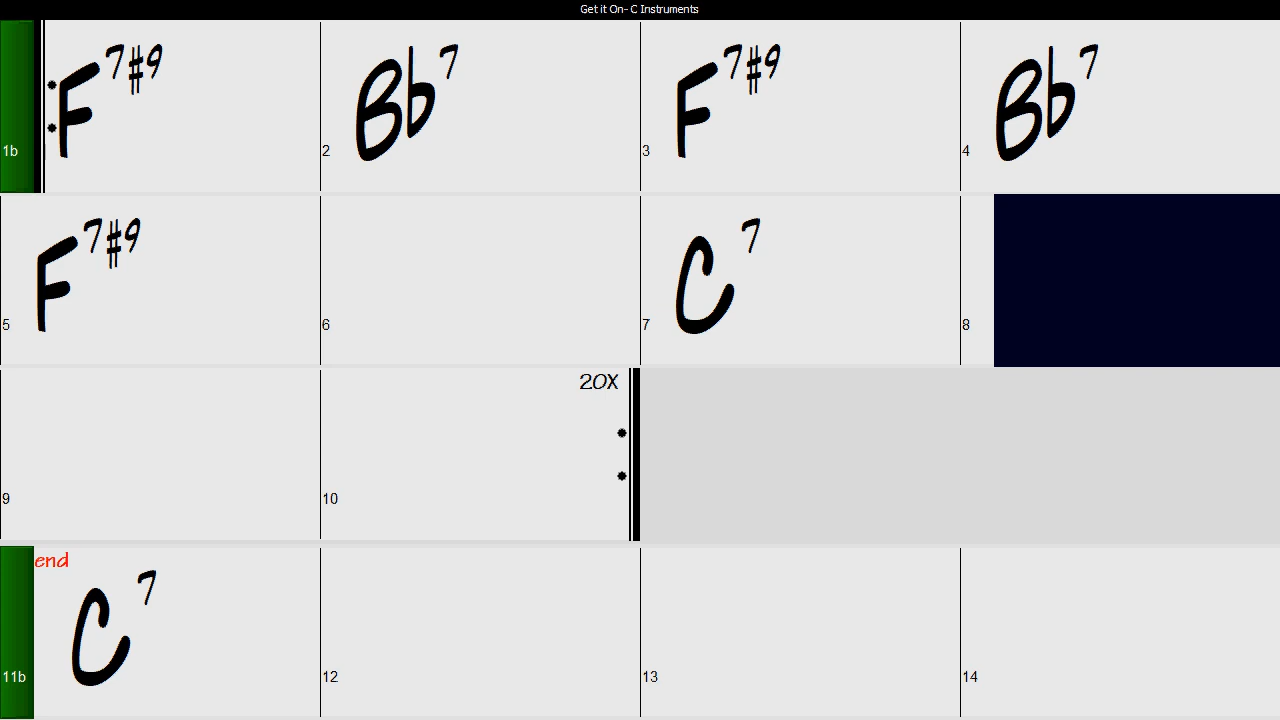 Get it On- C Instruments
1b F7#9 2 Bb7 3 F7#9 4 Bb7
5 F7#9 6 7 C7 8
20X
9 10
end
11b C7 12 13 14